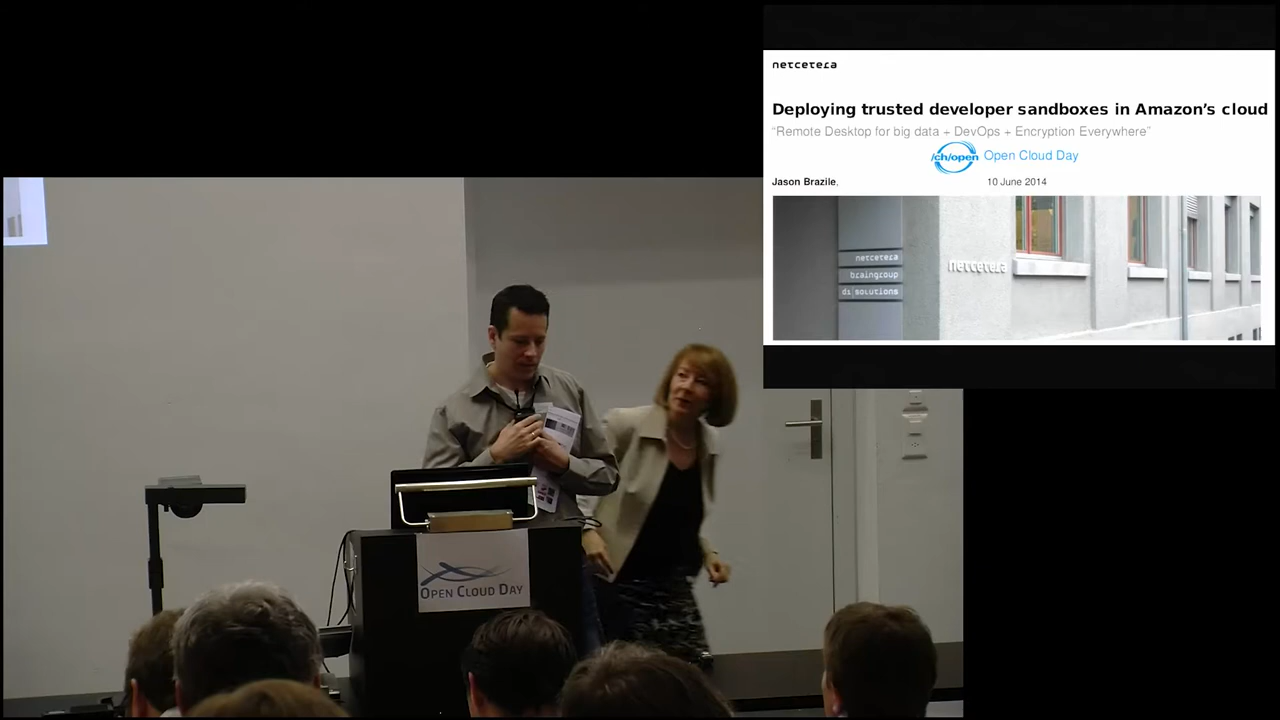 netcetera
Deploying trusted developer sandboxes in Amazon's cloud
“Remote Desktop for big data + DevOps + Encryption Everywhere”
/ch/open Open Cloud Day
Jason Brazile, 10 June 2014
netcetera
braingroup
di solutions
netcetera
OPEN CLOUD DAY